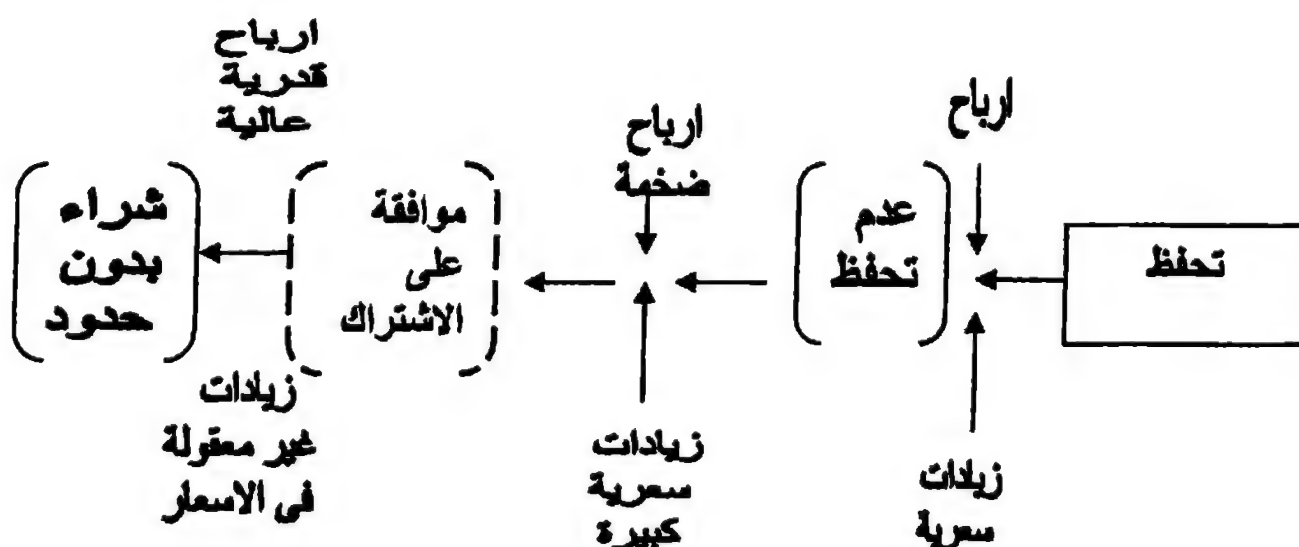 ارباح
تحفظ
زيادات
سعرية
عدم
تحفظ
ارباح
ضخمة
زيادات
سعرية
كبيرة
موافقة
على
الاشتراك
ارباح
قدرية
عالية
زيادات
غير معقولة
فى الاسعار
شراء
بدون
حدود